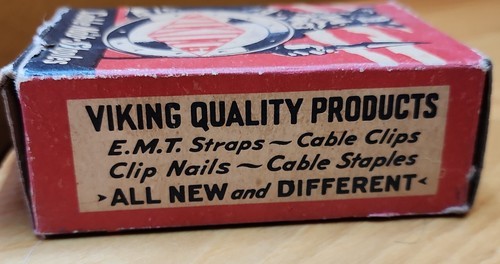 VIKING QUALITY PRODUCTS
E.M.T. Straps ~ Cable Clips
Clip Nails ~ Cable Staples
>ALL NEW and DIFFERENT<